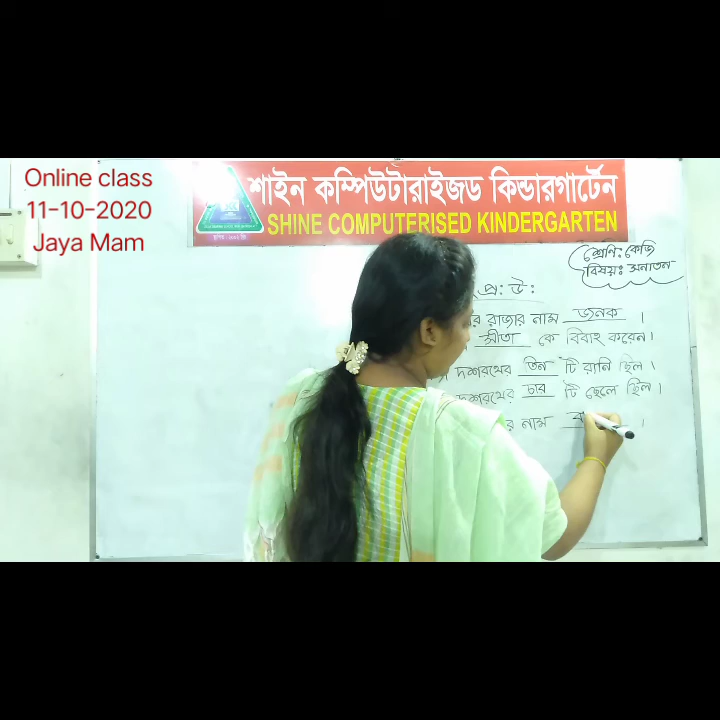 Online class
11-10-2020
Jaya Mam
শাইন কম্পিউটারাইজড কিন্ডারগার্টেন
SHINE COMPUTERISED KINDERGARTEN
শ্রেণি: কেজি
বিষয়: সনাতন
প্র: উ:
র রাজার নাম জনক ।
সীতা কে বিবাহ করেন।
দশরথের তিন টি রানি ছিল ।
দশরথের চার টি ছেলে ছিল ।
র নাম ।